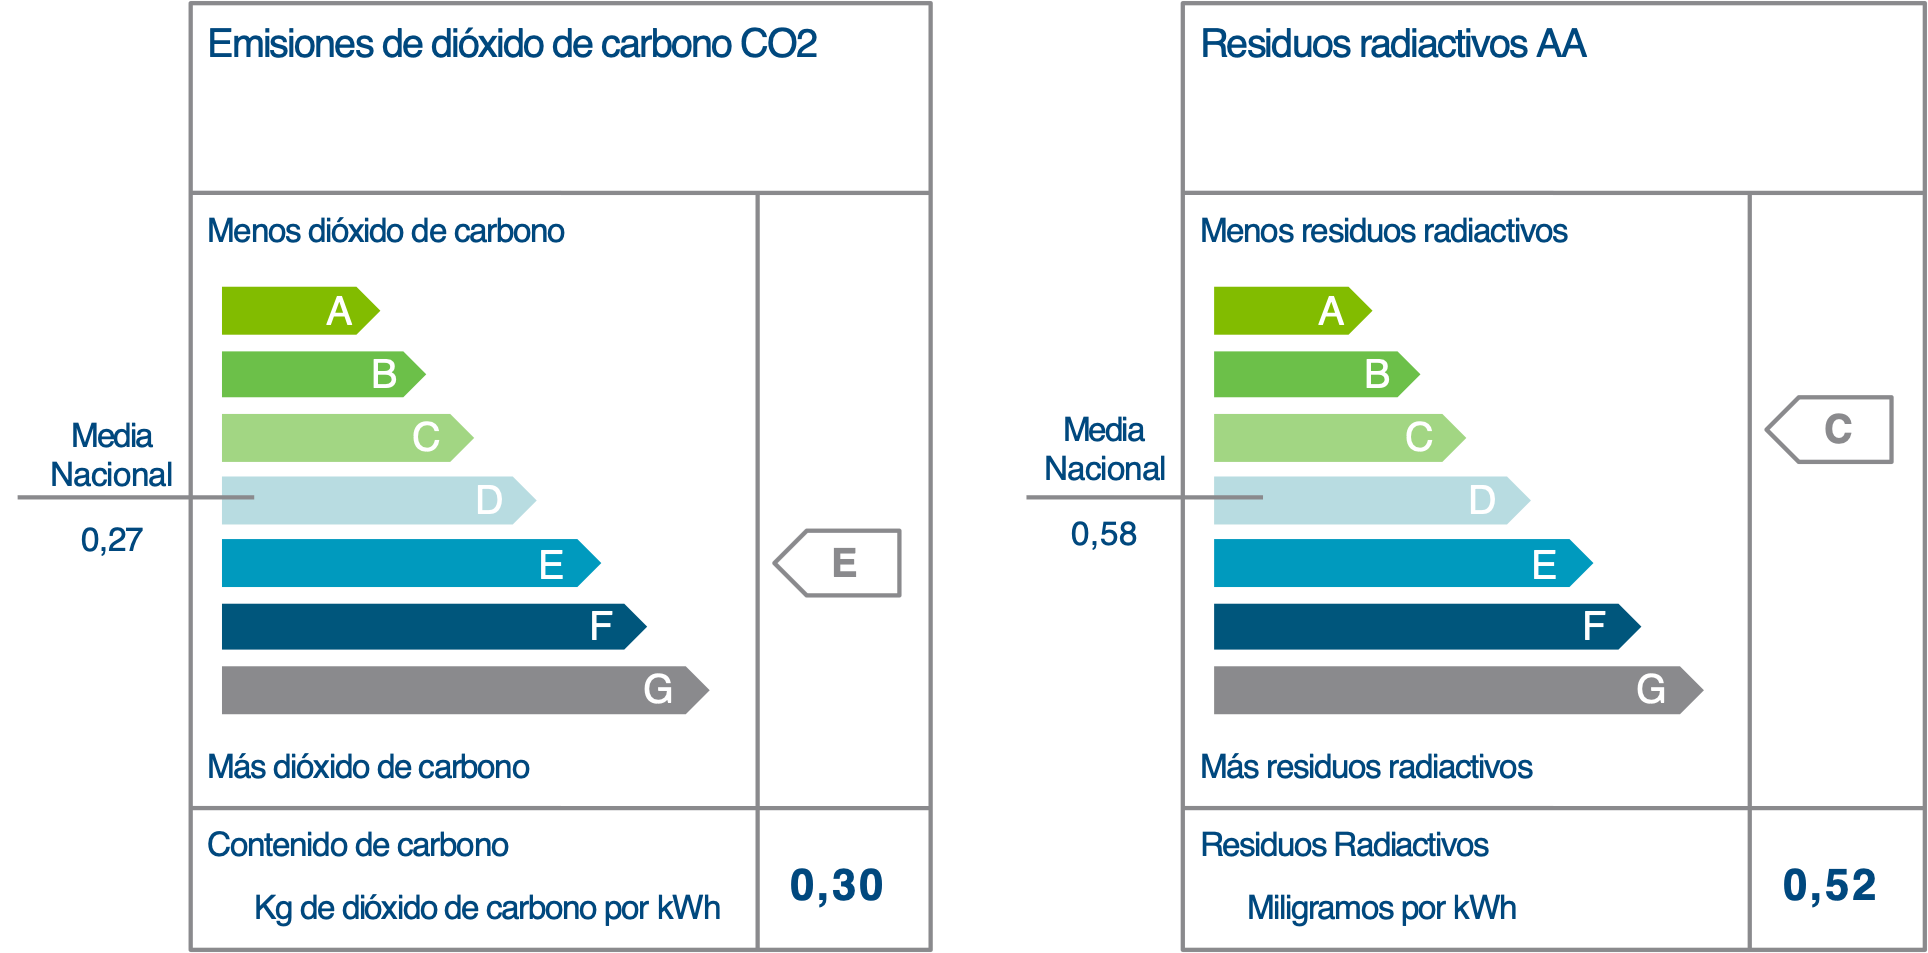 Emisiones de dióxido de carbono CO2
Menos dióxido de carbono
A
B
C
D
E
F
G
Media
Nacional
0,27
E
Más dióxido de carbono
Contenido de carbono
Kg de dióxido de carbono por kWh
0,30
Residuos radiactivos AA
Menos residuos radiactivos
A
B
C
D
E
F
G
Media
Nacional
0,58
C
Más residuos radiactivos
Residuos Radiactivos
Miligramos por kWh
0,52